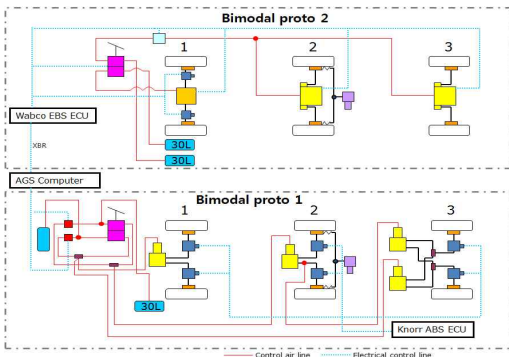 Bimodal proto 2
1 2 3
Wabco EBS ECU
30L
30L
XBR
AGS Computer
Bimodal proto 1
1 2 3
30L
Knorr ABS ECU
Control air line Electrical control line